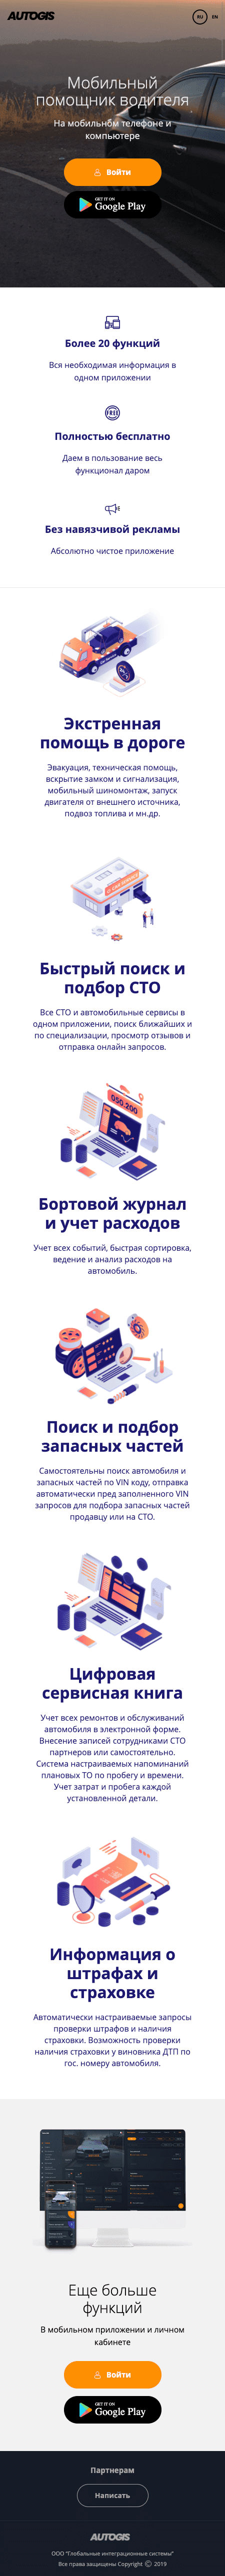 AUTOGIS
RU EN
Мобильный
помощник водителя
На мобильном телефоне и
компьютере
Войти
GET IT ON
Google Play
Более 20 функций
Вся необходимая информация в
одном приложении
FREE
Полностью бесплатно
Даем в пользование весь
функционал даром
Без навязчивой рекламы
Абсолютно чистое приложение
Экстренная
помощь в дороге
Эвакуация, техническая помощь,
вскрытие замком и сигнализация,
мобильный шиномонтаж, запуск
двигателя от внешнего источника,
подвоз топлива и мн.др.
Быстрый поиск и
подбор СТО
Все СТО и автомобильные сервисы в
одном приложении, поиск ближайших и
по специализации, просмотр отзывов и
отправка онлайн запросов.
050.200
Бортовой журнал
и учет расходов
Учет всех событий, быстрая сортировка,
ведение и анализ расходов на
автомобиль.
Поиск и подбор
запасных частей
Самостоятельны поиск автомобиля и
запасных частей по VIN коду, отправка
автоматически пред заполненного VIN
запросов для подбора запасных частей
продавцу или на СТО.
Цифровая
сервисная книга
Учет всех ремонтов и обслуживаний
автомобиля в электронной форме.
Внесение записей сотрудниками СТО
партнеров или самостоятельно.
Система настраиваемых напоминаний
плановых ТО по пробегу и времени.
Учет затрат и пробега каждой
установленной детали.
Информация о
штрафах и
страховке
Автоматически настраиваемые запросы
проверки штрафов и наличия
страховки. Возможность проверки
наличия страховки у виновника ДТП по
гос. номеру автомобиля.
Еще больше
функций
В мобильном приложении и личном
кабинете
Войти
GET IT ON
Google Play
Партнерам
Написать
AUTOGIS
ООО "Глобальные интеграционные системы"
Все права защищены Copyright © 2019